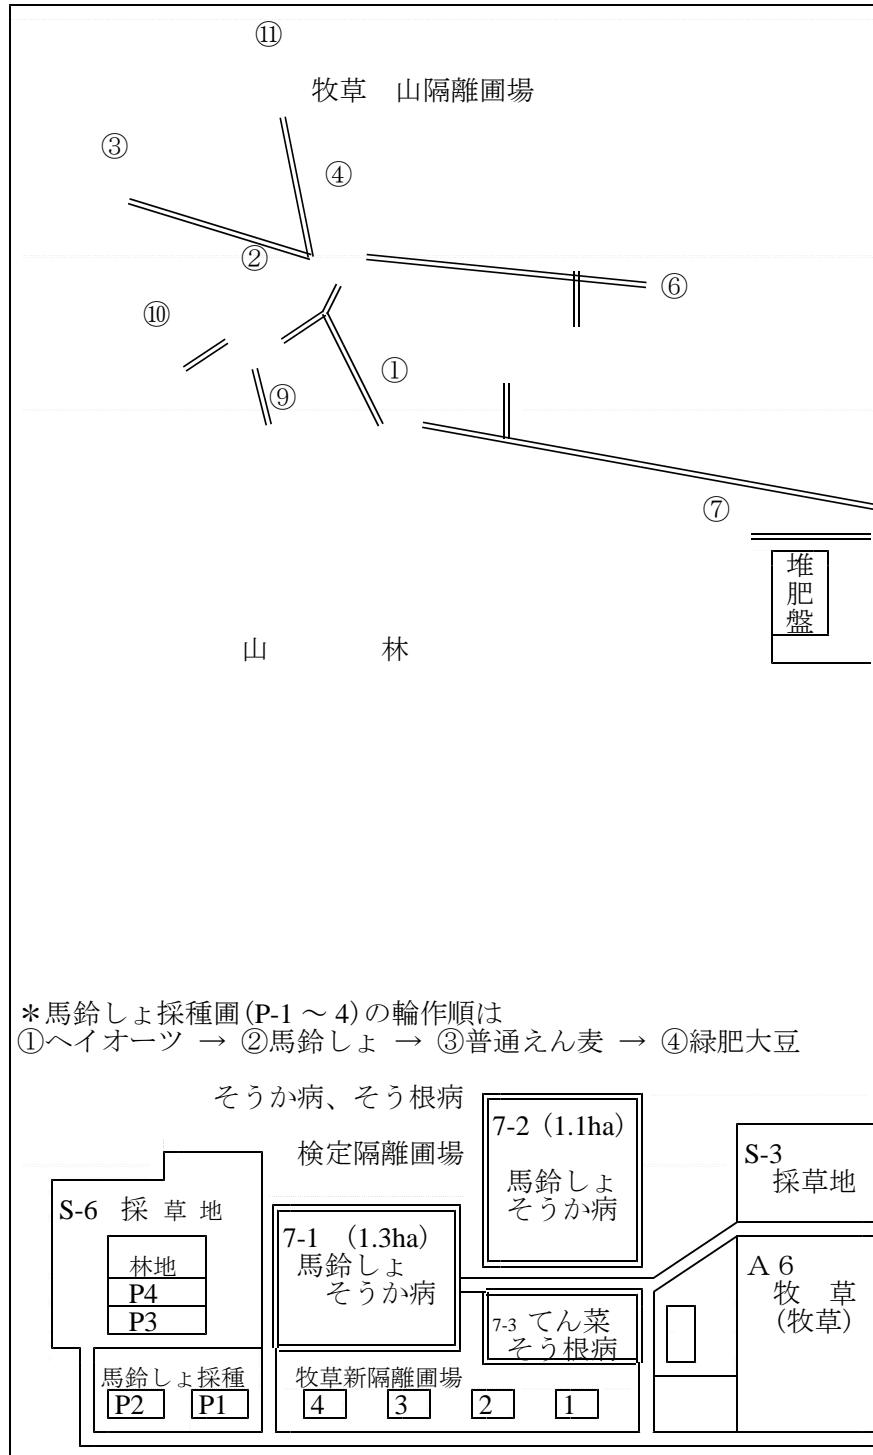 ⑪
牧草　山隔離圃場
③
④
②
⑥
⑩
①
⑨
⑦
堆肥盤
山　　　　林
＊馬鈴しょ採種圃(P-1 ～ 4)の輪作順は
①ヘイオーツ → ②馬鈴しょ → ③普通えん麦 → ④緑肥大豆
そうか病、そう根病
検定隔離圃場
7-2（1.1ha）
馬鈴しょ
そうか病
S-3
採草地
S-6 採 草 地
林地
P4
P3
7-1 （1.3ha）
馬鈴しょ
そうか病
7-3 てん菜
そう根病
Ａ６
牧　草
（牧草）
馬鈴しょ採種
P2 P1
牧草新隔離圃場
4 3 2 1